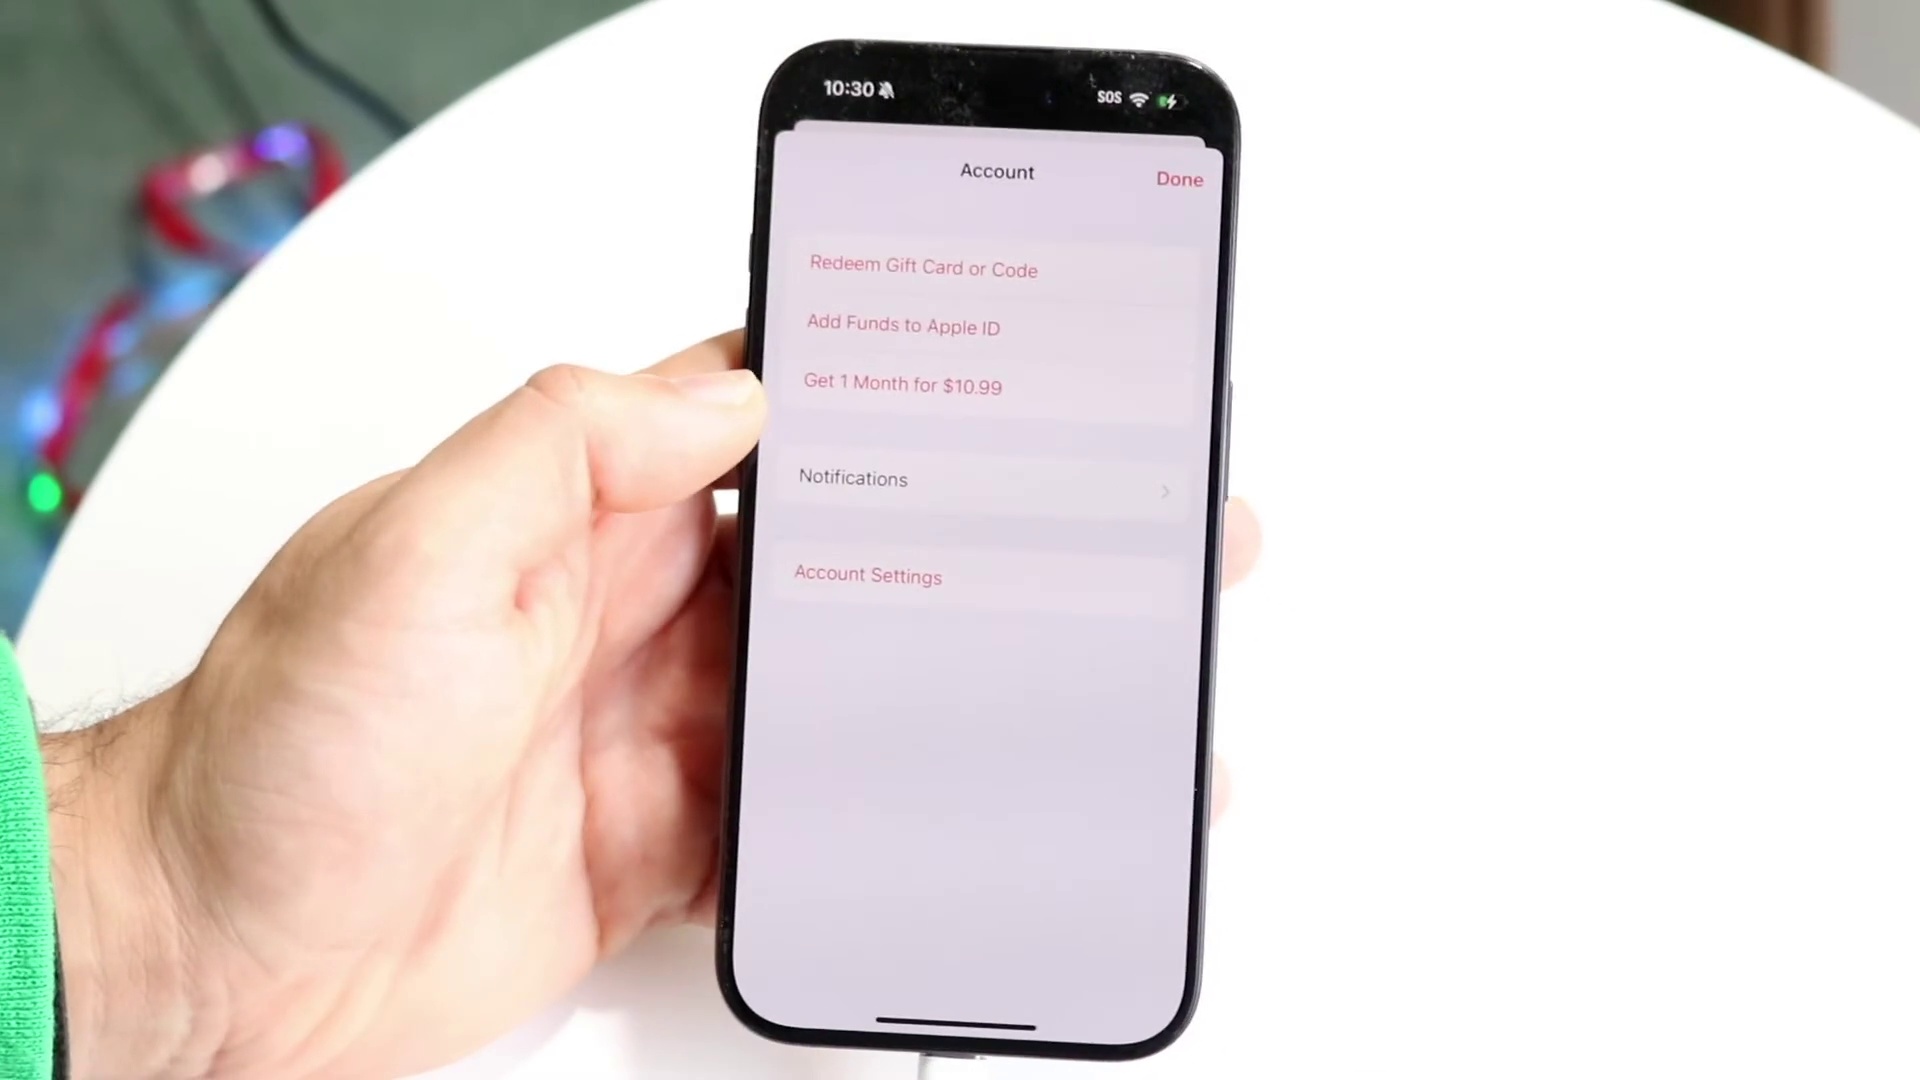 10:30
SOS
Account
Done
Redeem Gift Card or Code
Add Funds to Apple ID
Get 1 Month for $10.99
Notifications
Account Settings